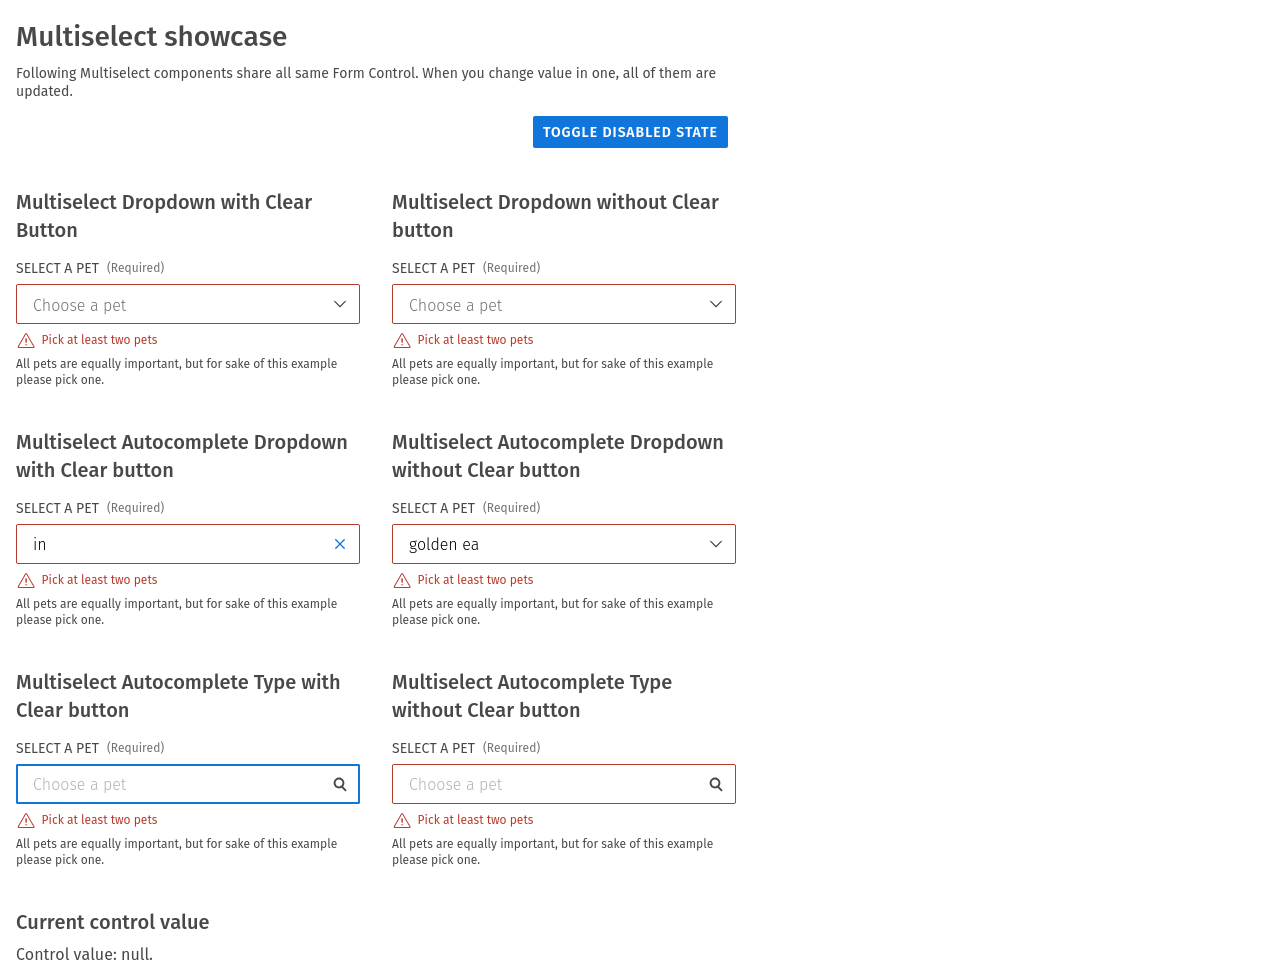 Multiselect showcase
Following Multiselect components share all same Form Control. When you change value in one, all of them are
updated.
TOGGLE DISABLED STATE
Multiselect Dropdown with Clear
Button
SELECT A PET (Required)
Choose a pet
Pick at least two pets
All pets are equally important, but for sake of this example
please pick one.
Multiselect Dropdown without Clear
button
SELECT A PET (Required)
Choose a pet
Pick at least two pets
All pets are equally important, but for sake of this example
please pick one.
Multiselect Autocomplete Dropdown
with Clear button
SELECT A PET (Required)
in
Pick at least two pets
All pets are equally important, but for sake of this example
please pick one.
Multiselect Autocomplete Dropdown
without Clear button
SELECT A PET (Required)
golden ea
Pick at least two pets
All pets are equally important, but for sake of this example
please pick one.
Multiselect Autocomplete Type with
Clear button
SELECT A PET (Required)
Choose a pet
Pick at least two pets
All pets are equally important, but for sake of this example
please pick one.
Multiselect Autocomplete Type
without Clear button
SELECT A PET (Required)
Choose a pet
Pick at least two pets
All pets are equally important, but for sake of this example
please pick one.
Current control value
Control value: null.